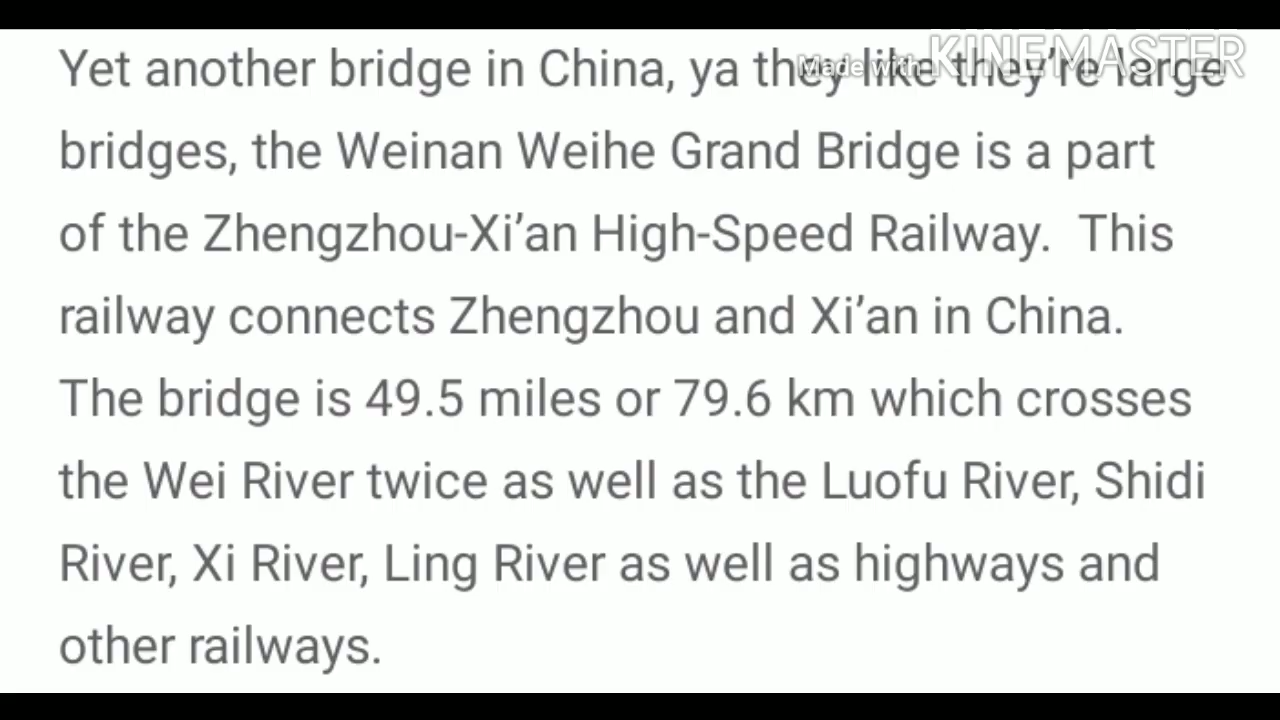 Yet another bridge in China, ya they like they're large
Made with KINEMASTER
bridges, the Weinan Weihe Grand Bridge is a part
of the Zhengzhou-Xi’an High-Speed Railway.  This
railway connects Zhengzhou and Xi’an in China.
The bridge is 49.5 miles or 79.6 km which crosses
the Wei River twice as well as the Luofu River, Shidi
River, Xi River, Ling River as well as highways and
other railways.